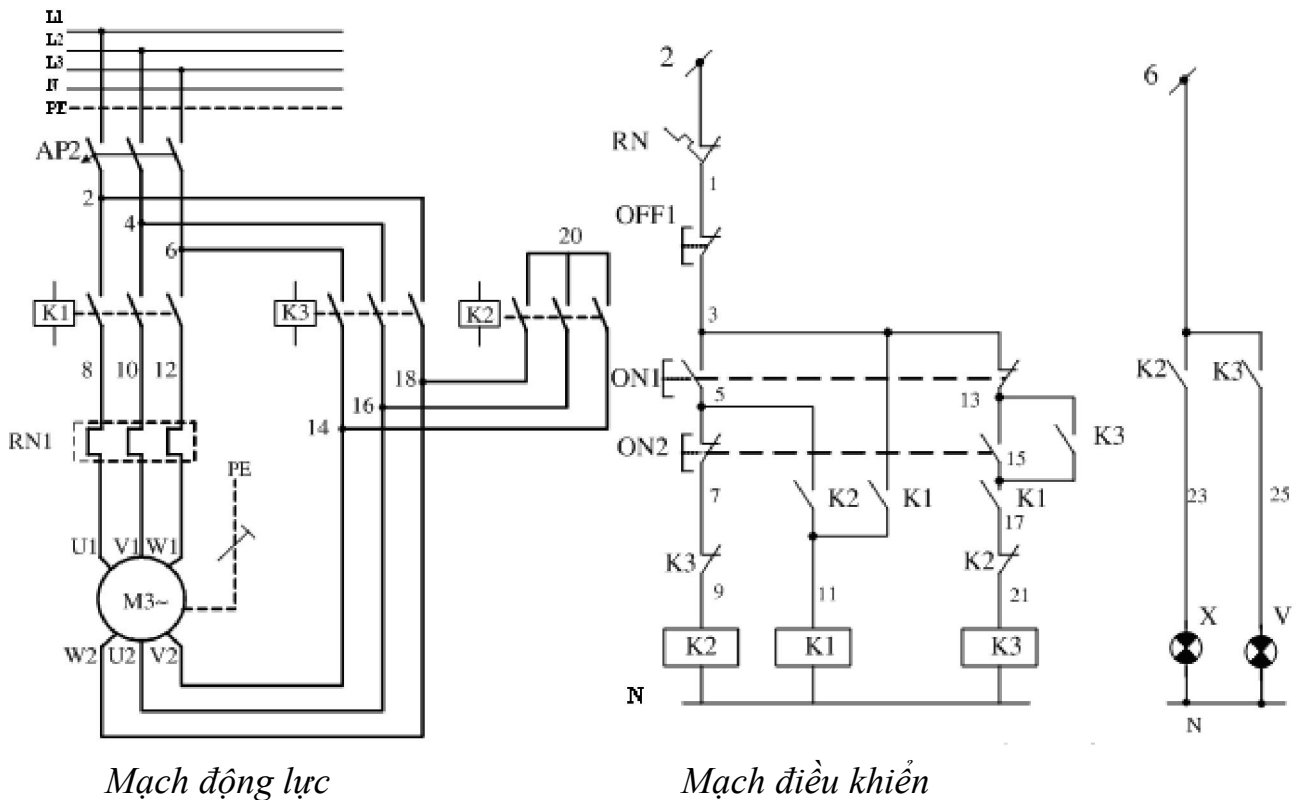 L1
L2
L3
N
PE
AP2
2
4
6
20
K1
K3
K2
8
10
12
18
16
14
RN1
PE
U1
V1
W1
M3~
W2
U2
V2
2
RN
1
OFF1
3
ON1
5
13
K3
ON2
15
7
K2
K1
K1
17
K3
K2
9
11
21
K2
K1
K3
N
6
K2
K3
23
25
X
V
N
Mạch động lực
Mạch điều khiển